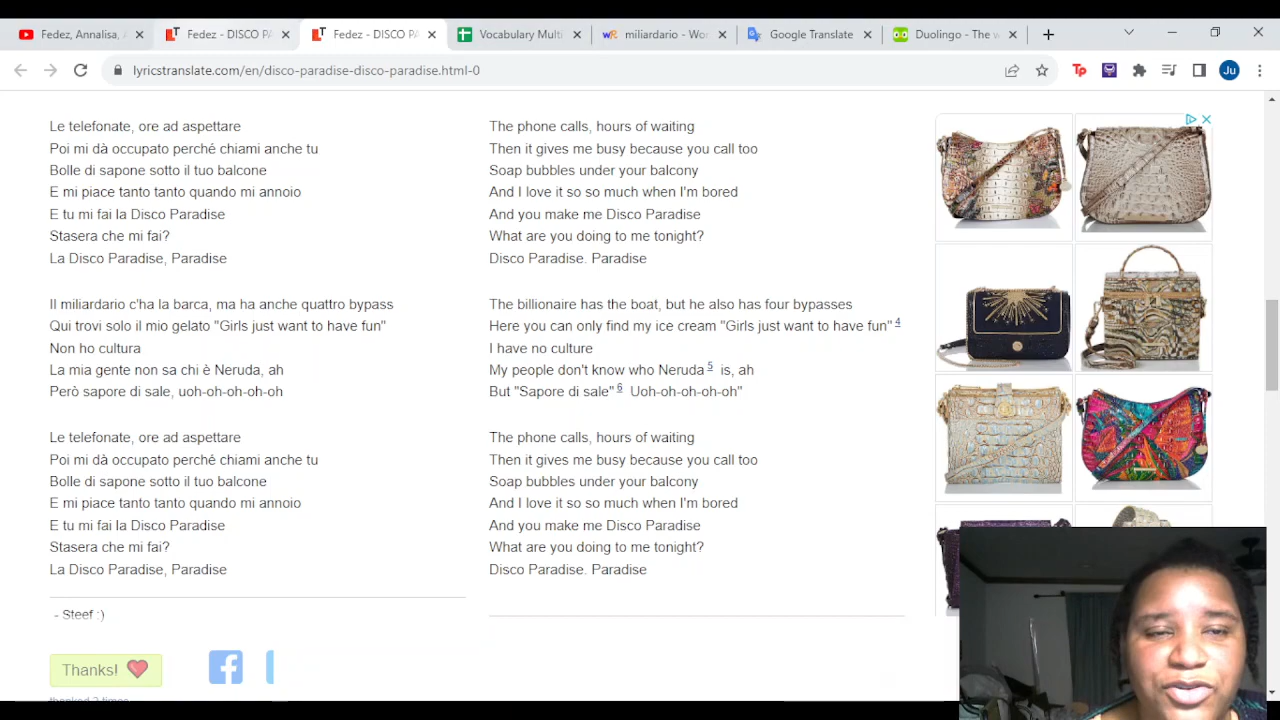 Fedez, Annalisa,
Fedez - DISCO PA
Fedez - DISCO PA
Vocabulary Multi
miliardario - Wor
Google Translate
Duolingo - The w
lyricstranslate.com/en/disco-paradise-disco-paradise.html-0
Tp
Ju
Le telefonate, ore ad aspettare
Poi mi dà occupato perché chiami anche tu
Bolle di sapone sotto il tuo balcone
E mi piace tanto tanto quando mi annoio
E tu mi fai la Disco Paradise
Stasera che mi fai?
La Disco Paradise, Paradise
Il miliardario c'ha la barca, ma ha anche quattro bypass
Qui trovi solo il mio gelato "Girls just want to have fun"
Non ho cultura
La mia gente non sa chi è Neruda, ah
Però sapore di sale, uoh-oh-oh-oh-oh
Le telefonate, ore ad aspettare
Poi mi dà occupato perché chiami anche tu
Bolle di sapone sotto il tuo balcone
E mi piace tanto tanto quando mi annoio
E tu mi fai la Disco Paradise
Stasera che mi fai?
La Disco Paradise, Paradise
- Steef :)
Thanks!
thanked 2 times
The phone calls, hours of waiting
Then it gives me busy because you call too
Soap bubbles under your balcony
And I love it so so much when I'm bored
And you make me Disco Paradise
What are you doing to me tonight?
Disco Paradise. Paradise
The billionaire has the boat, but he also has four bypasses
Here you can only find my ice cream "Girls just want to have fun" 4
I have no culture
My people don't know who Neruda 5 is, ah
But "Sapore di sale" 6 Uoh-oh-oh-oh-oh"
The phone calls, hours of waiting
Then it gives me busy because you call too
Soap bubbles under your balcony
And I love it so so much when I'm bored
And you make me Disco Paradise
What are you doing to me tonight?
Disco Paradise. Paradise